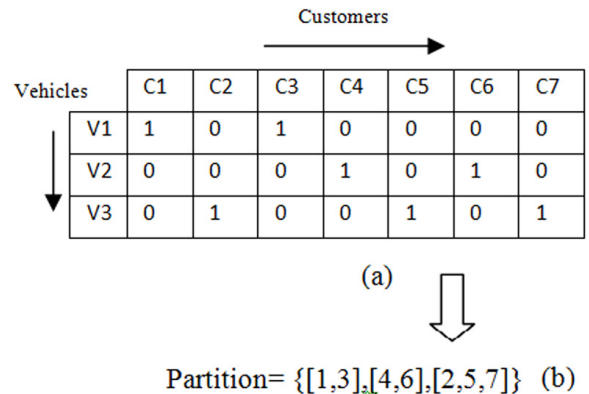 Customers
Vehicles
C1 C2 C3 C4 C5 C6 C7
V1 1 0 1 0 0 0 0
V2 0 0 0 1 0 1 0
V3 0 1 0 0 1 0 1
(a)
Partition= {[1,3],[4,6],[2,5,7]} (b)